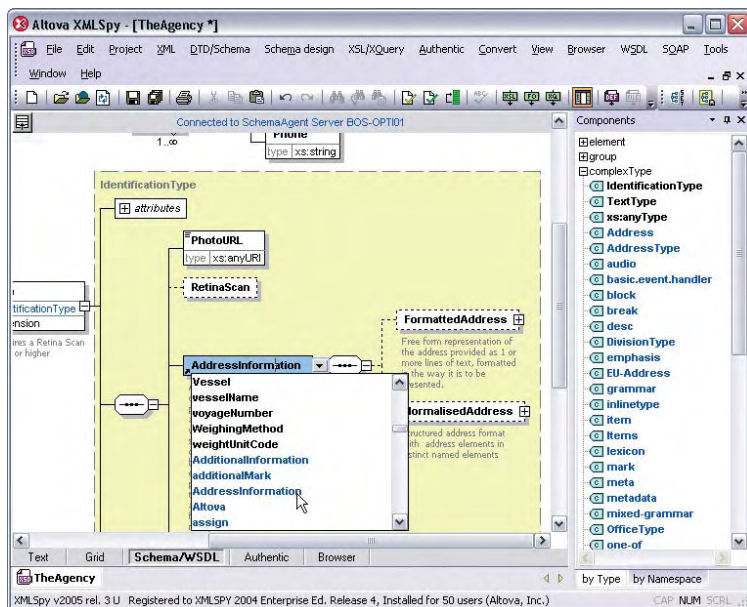 Altova XMLSpy - [TheAgency *]
File Edit Project XML DTD/Schema Schema design XSL/XQuery Authentic Convert View Browser WSDL SOAP Tools
Window Help
Connected to SchemaAgent Server BOS-OPTI01
1..∞
Phone
type xs:string
IdentificationType
attributes
PhotoURL
type xs:anyURI
RetinaScan
tificationType
ension
ires a Retina Scan
or higher
AddressInformation
Vessel
vesselName
voyageNumber
WeighingMethod
weightUnitCode
AdditionalInformation
additionalMark
AddressInformation
Altova
assign
FormattedAddress
Free form representation of
the address provided as 1 or
more lines of text, formatted
the way it is to be
resented.
NormalisedAddress
tructured address format
ith address elements in
stinct named elements
Text Grid Schema/WSDL Authentic Browser
TheAgency
Components
element
group
complexType
IdentificationType
TextType
xs:anyType
Address
AddressType
audio
basic.event.handler
block
break
desc
DivisionType
emphasis
EU-Address
grammar
inlinetype
item
Items
lexicon
mark
meta
metadata
mixed-grammar
OfficeType
one-of
by Type by Namespace
XMLSpy v2005 rel. 3 U Registered to XMLSPY 2004 Enterprise Ed. Release 4, Installed for 50 users (Altova, Inc.) CAP NUM SCRL